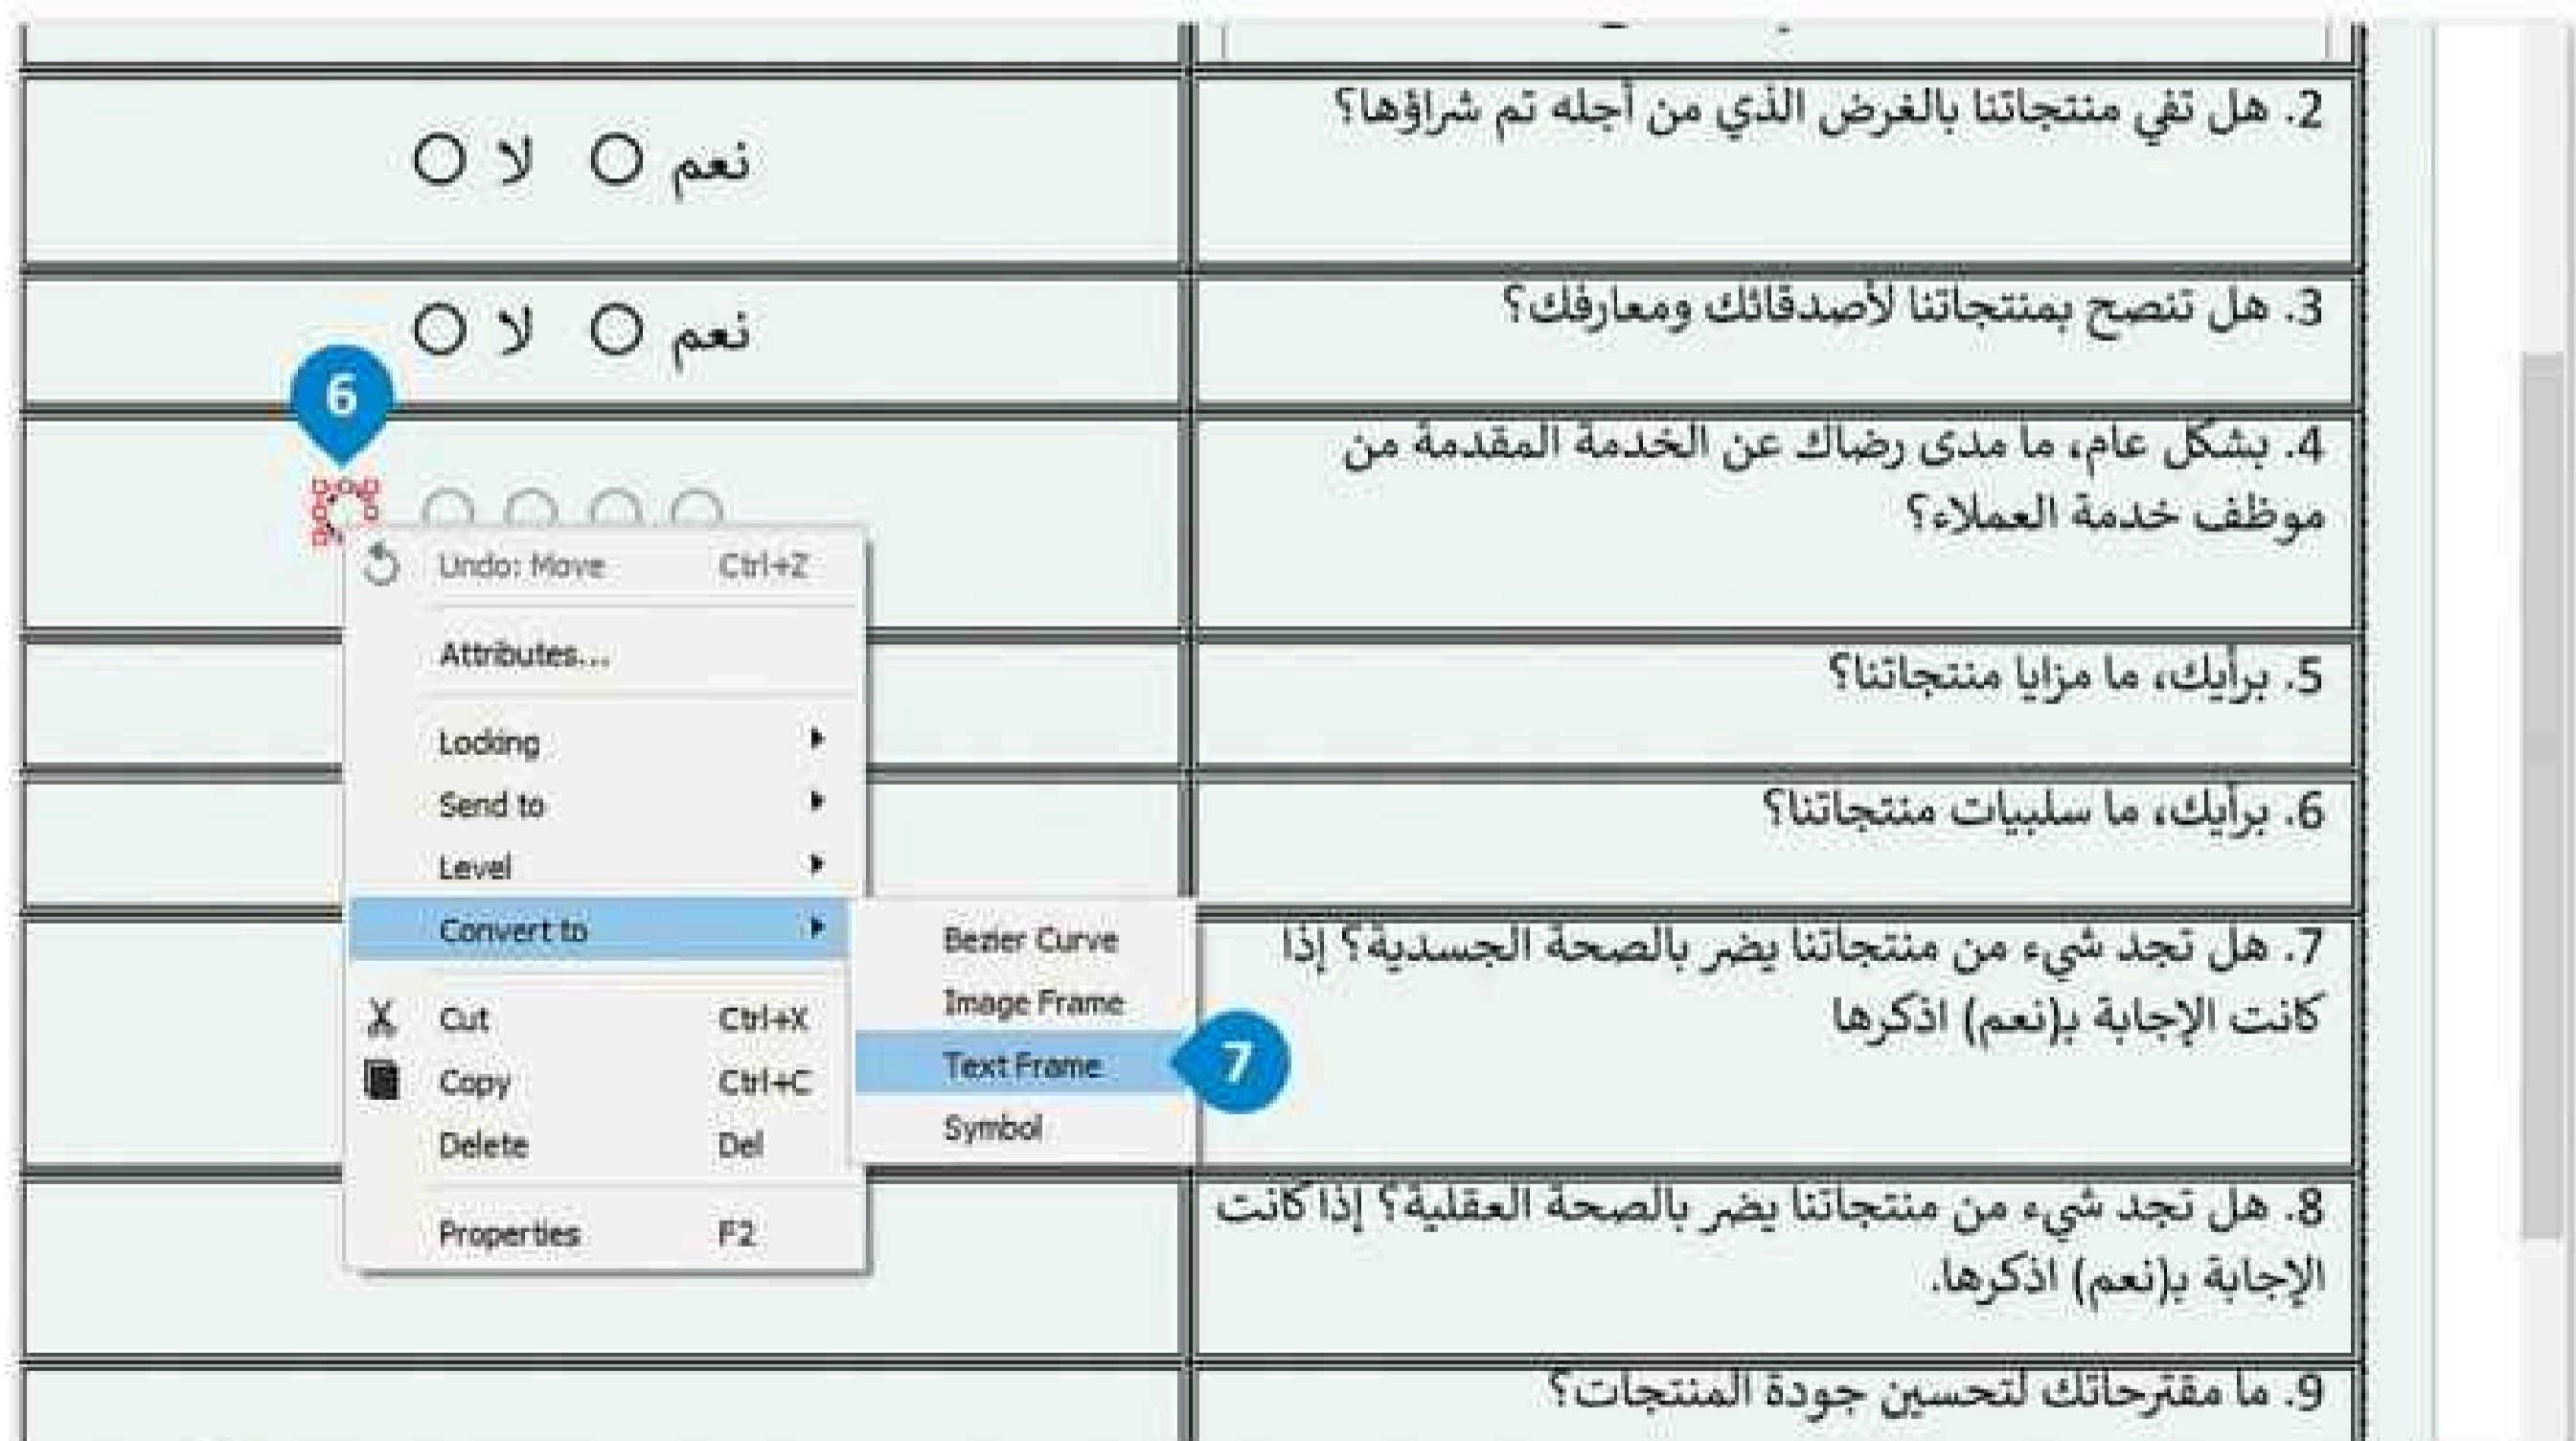 2. هل تفي منتجاتنا بالغرض الذي من أجله تم شراؤها؟
نعم لا
3. هل تنصح بمنتجاتنا لأصدقائك ومعارفك؟
نعم لا
6
4. بشكل عام، ما مدى رضاك عن الخدمة المقدمة من
موظف خدمة العملاء؟
Undo: Move Ctrl+Z
Attributes...
Locking
Send to
Level
Convert to
Cut Ctrl+X
Copy Ctrl+C
Delete Del
Properties F2
Bezier Curve
Image Frame
Text Frame
Symbol
7
5. برأيك، ما مزايا منتجاتنا؟
6. برأيك، ما سلبيات منتجاتنا؟
7. هل تجد شيء من منتجاتنا يضر بالصحة الجسدية؟ إذا
كانت الإجابة بـ(نعم) اذكرها
8. هل تجد شيء من منتجاتنا يضر بالصحة العقلية؟ إذا كانت
الإجابة بـ(نعم) اذكرها.
9. ما مقترحاتك لتحسين جودة المنتجات؟